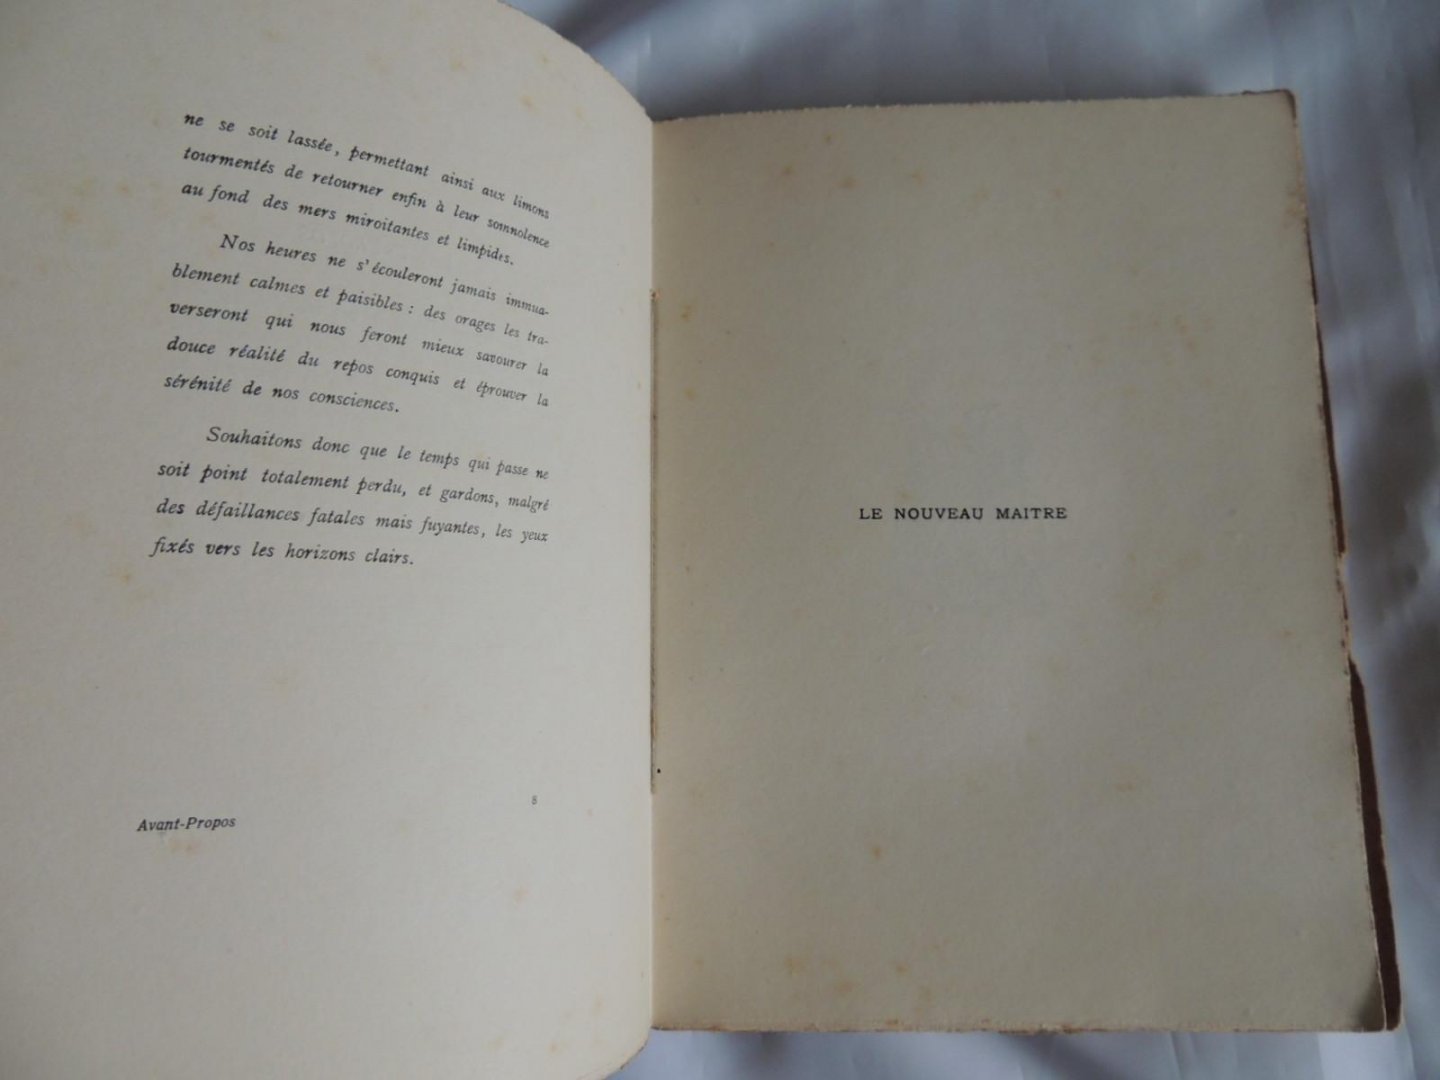 ne se soit lassée, permettant ainsi aux limons
tourmentés de retourner enfin à leur somnolence
au fond des mers miroitantes et limpides.
Nos heures ne s'écouleront jamais immua-
blement calmes et paisibles : des orages les tra-
verseront qui nous feront mieux savourer la
douce réalité du repos conquis et éprouver la
sérénité de nos consciences.
Souhaitons donc que le temps qui passe ne
soit point totalement perdu, et gardons, malgré
des défaillances fatales mais fuyantes, les yeux
fixés vers les horizons clairs.
8
Avant-Propos
LE NOUVEAU MAITRE